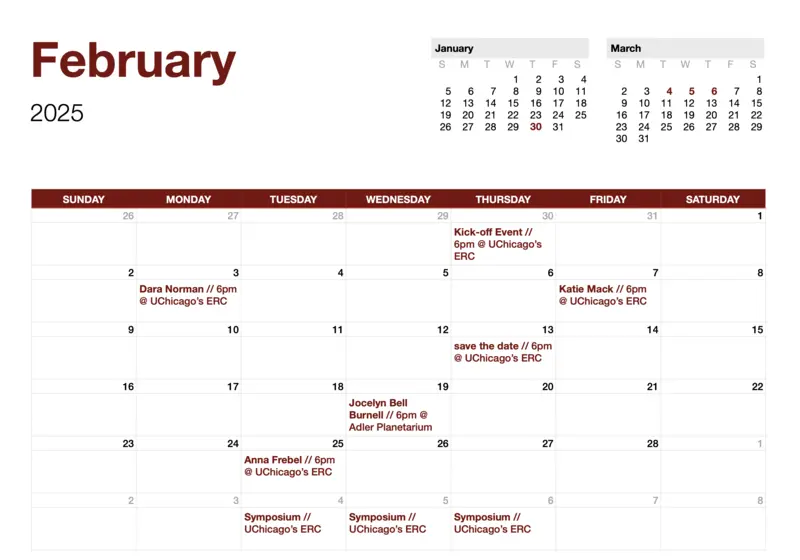 February
2025
January
S M T W T F S
1 2 3 4
5 6 7 8 9 10 11
12 13 14 15 16 17 18
19 20 21 22 23 24 25
26 27 28 29 30 31
March
S M T W T F S
1
2 3 4 5 6 7 8
9 10 11 12 13 14 15
16 17 18 19 20 21 22
23 24 25 26 27 28 29
30 31
SUNDAY MONDAY TUESDAY WEDNESDAY THURSDAY FRIDAY SATURDAY
26 27 28 29 30 31 1
Kick-off Event //
6pm @ UChicago's
ERC
2 3 4 5 6 7 8
Dara Norman // 6pm
@ UChicago's ERC
Katie Mack // 6pm
@ UChicago's ERC
9 10 11 12 13 14 15
save the date // 6pm
@ UChicago's ERC
16 17 18 19 20 21 22
Jocelyn Bell
Burnell // 6pm @
Adler Planetarium
23 24 25 26 27 28 1
Anna Frebel // 6pm
@ UChicago's ERC
2 3 4 5 6 7 8
Symposium //
UChicago's ERC
Symposium //
UChicago's ERC
Symposium //
UChicago's ERC